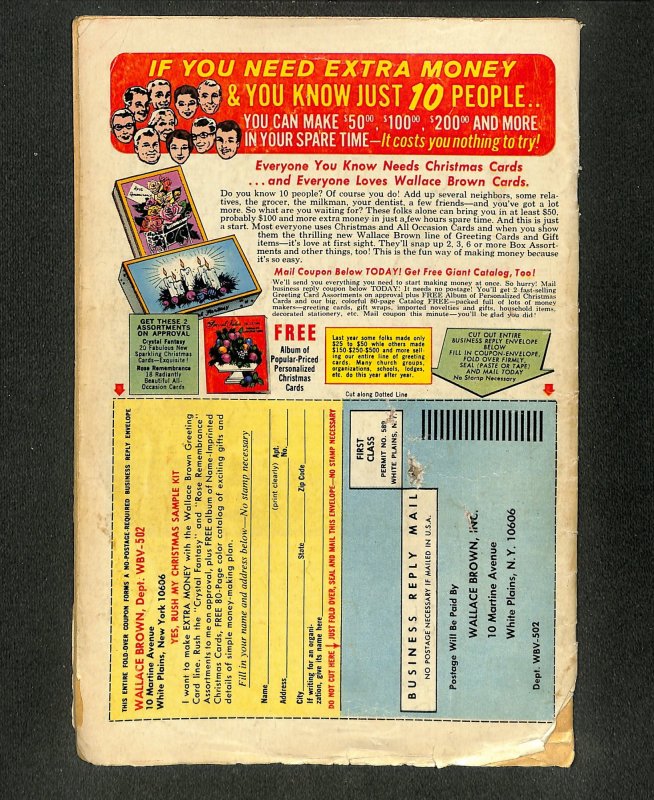 IF YOU NEED EXTRA MONEY
& YOU KNOW JUST 10 PEOPLE..
YOU CAN MAKE $50⁰⁰, $100⁰⁰, $200⁰⁰ AND MORE
IN YOUR SPARE TIME—It costs you nothing to try!
Everyone You Know Needs Christmas Cards
...and Everyone Loves Wallace Brown Cards.
Do you know 10 people? Of course you do! Add up several neighbors, some rela-
tives, the grocer, the milkman, your dentist, a few friends—and you've got a lot
more. So what are you waiting for? These folks alone can bring you in at least $50,
probably $100 and more extra money in just a few hours spare time. And this is just
a start. Most everyone uses Christmas and All Occasion Cards and when you show
them the thrilling new Wallace Brown line of Greeting Cards and Gift
items—it's love at first sight. They'll snap up 2, 3, 6 or more Box Assort-
ments and other things, too! This is the fun way of making money because
it's so easy.
Mail Coupon Below TODAY! Get Free Giant Catalog, Too!
We'll send you everything you need to start making money at once. So hurry! Mail
business reply coupon below TODAY! It needs no postage! You'll get 2 fast-selling
Greeting Card Assortments on approval plus FREE Album of Personalized Christmas
Cards and our big, colorful 80-page Catalog FREE—packed full of lots of money
makers—greeting cards, gift wraps, imported novelties and gifts, household items,
decorated stationery, etc. Mail coupon this minute—you'll be glad you did!
GET THESE 2
ASSORTMENTS
ON APPROVAL
Crystal Fantasy
20 Fabulous New
Sparkling Christmas
Cards—Exquisite!
Rose Remembrance
18 Radiantly
Beautiful All-
Occasion Cards
FREE
Album of
Popular-Priced
Personalized
Christmas
Cards
Last year some folks made only
$25 to $50 while others made
$150-$250-$500 and more sell-
ing our entire line of greeting
cards. Many church groups,
organizations, schools, lodges,
etc. do this year after year.
CUT OUT ENTIRE
BUSINESS REPLY ENVELOPE
BELOW
FILL IN COUPON-ENVELOPE,
FOLD OVER FIRMLY,
SEAL (PASTE OR TAPE)
AND MAIL TODAY
No Stamp Necessary
Cut along Dotted Line
THIS ENTIRE FOLD-OVER COUPON FORMS A NO-POSTAGE-REQUIRED BUSINESS REPLY ENVELOPE
WALLACE BROWN, Dept. WBV-502
10 Martine Avenue
White Plains, New York 10606
YES, RUSH MY CHRISTMAS SAMPLE KIT
I want to make EXTRA MONEY with the Wallace Brown Greeting
Card line. Rush the "Crystal Fantasy" and "Rose Remembrance"
Assortments to me on approval, plus FREE album of Name-Imprinted
Christmas Cards, FREE 80-Page color catalog of exciting gifts and
details of simple money-making plan.
Fill in your name and address below—No stamp necessary
Name
(print clearly)
Address
Apt. No.
City
State
Zip Code
If writing for an organi-
zation, give its name here
DO NOT CUT HERE JUST FOLD OVER, SEAL AND MAIL THIS ENVELOPE—NO STAMP NECESSARY
FIRST CLASS
PERMIT NO. 589
WHITE PLAINS, N.Y.
BUSINESS REPLY MAIL
NO POSTAGE NECESSARY IF MAILED IN U.S.A.
Postage Will Be Paid By
WALLACE BROWN, INC.
10 Martine Avenue
White Plains, N.Y. 10606
Dept. WBV-502